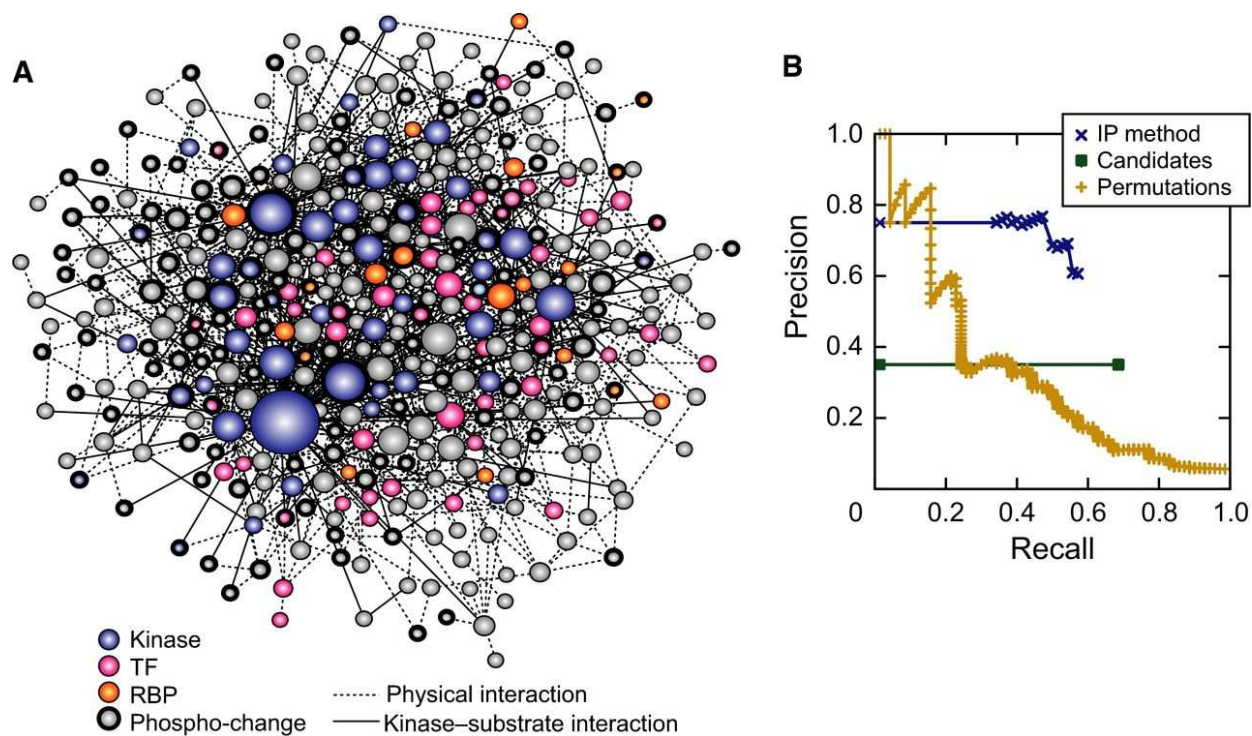 A
Kinase
TF
RBP
Phospho-change
Physical interaction
Kinase–substrate interaction
B
IP method
Candidates
Permutations
1.0
0.8
0.6
0.4
0.2
0
0.2
0.4
0.6
0.8
1.0
Precision
Recall